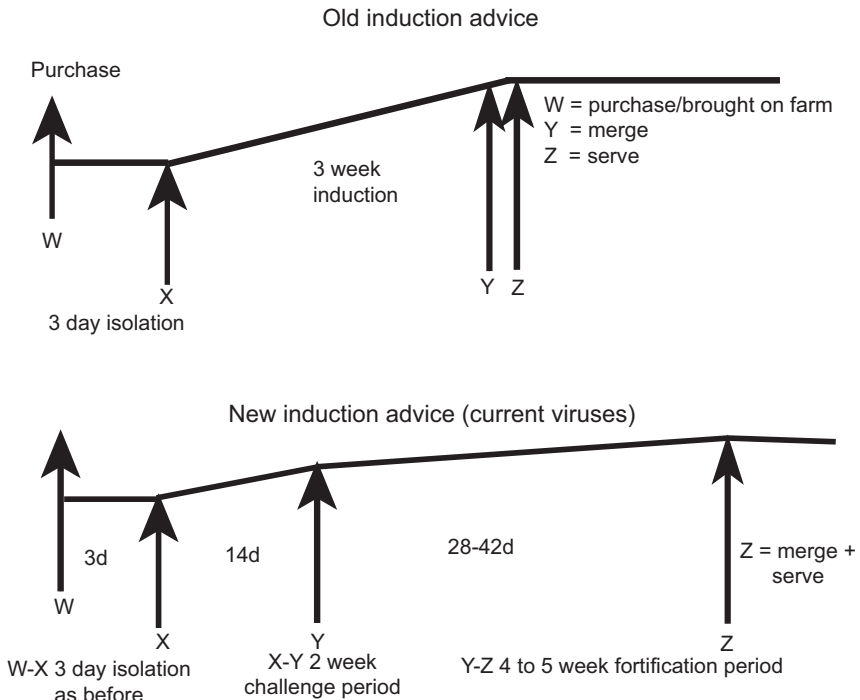 Old induction advice
Purchase
W = purchase/brought on farm
Y = merge
Z = serve
3 week
induction
W
X
Y Z
3 day isolation
New induction advice (current viruses)
3d
14d
28-42d
Z = merge +
serve
W
X
Y
Z
W-X 3 day isolation
as before
X-Y 2 week
challenge period
Y-Z 4 to 5 week fortification period